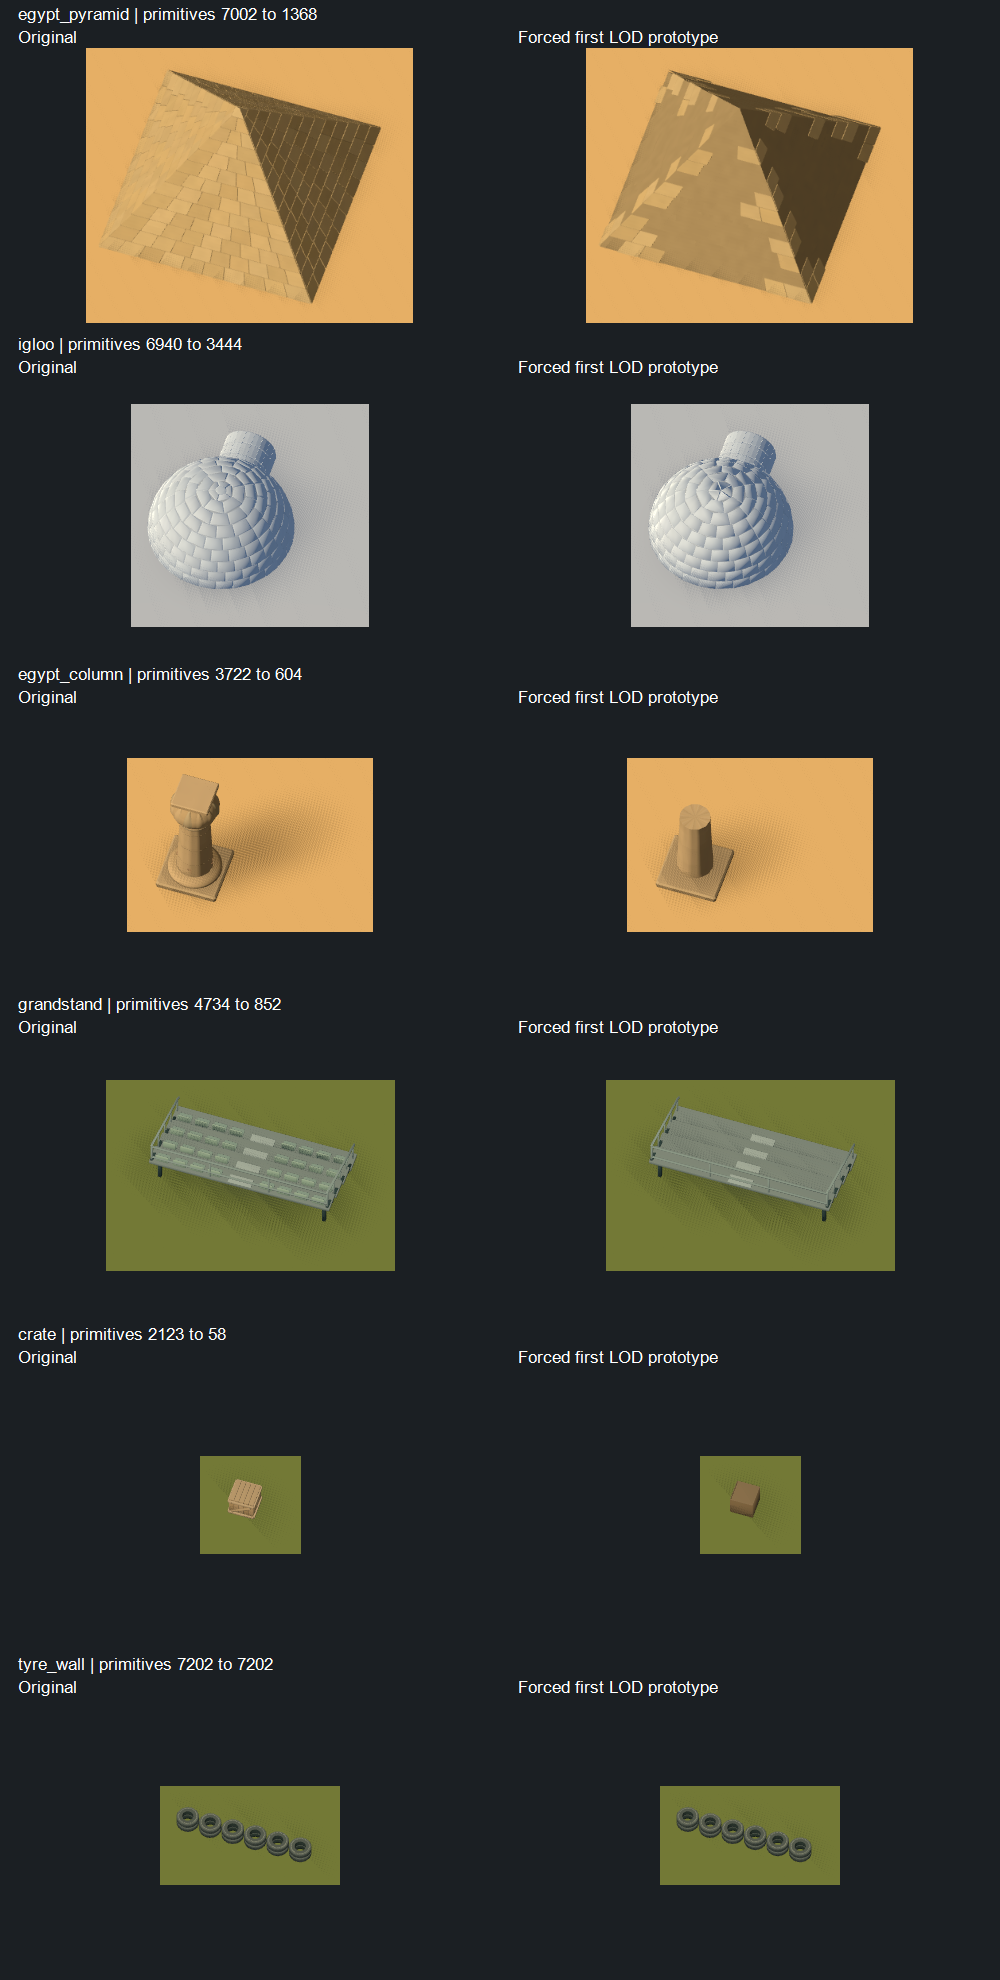 egypt_pyramid | primitives 7002 to 1368
Original Forced first LOD prototype
igloo | primitives 6940 to 3444
Original Forced first LOD prototype
egypt_column | primitives 3722 to 604
Original Forced first LOD prototype
grandstand | primitives 4734 to 852
Original Forced first LOD prototype
crate | primitives 2123 to 58
Original Forced first LOD prototype
tyre_wall | primitives 7202 to 7202
Original Forced first LOD prototype